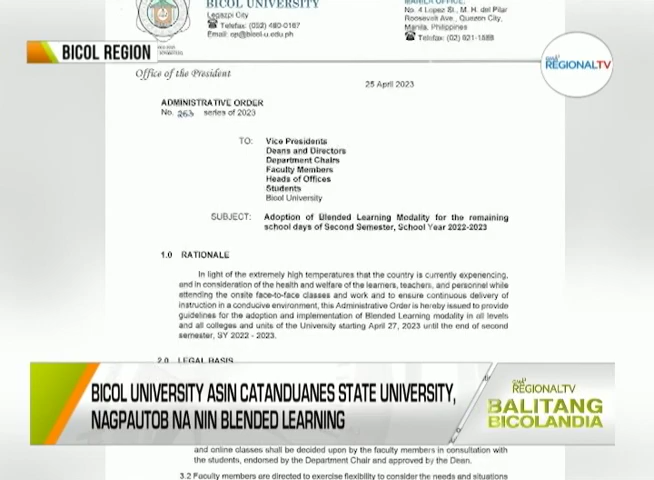 BICOL UNIVERSITY
Legazpi City
Telefax: (052) 480-0167
Email: op@bicol-u.edu.ph
MANILA OFFICE:
No. 4 Lopez St., M. H. del Pilar
Roosevelt Ave., Quezon City,
Manila, Philippines
Telefax: (02) 921-1588
BICOL REGION
REGIONALTV
Office of the President
25 April 2023
ADMINISTRATIVE ORDER
No. 263 series of 2023
TO: Vice Presidents
Deans and Directors
Department Chairs
Faculty Members
Heads of Offices
Students
Bicol University
SUBJECT: Adoption of Blended Learning Modality for the remaining
school days of Second Semester, School Year 2022-2023
1.0 RATIONALE
In light of the extremely high temperatures that the country is currently experiencing,
and in consideration of the health and welfare of the learners, teachers, and personnel while
attending the onsite face-to-face classes and work and to ensure continuous delivery of
instruction in a conducive environment, this Administrative Order is hereby issued to provide
guidelines for the adoption and implementation of Blended Learning modality in all levels
and all colleges and units of the University starting April 27, 2023 until the end of second
semester, SY 2022 - 2023.
2.0 LEGAL BASIS
BICOL UNIVERSITY ASIN CATANDUANES STATE UNIVERSITY,
NAGPAUTOB NA NIN BLENDED LEARNING
REGIONALTV
BALITANG
BICOLANDIA
and online classes shall be decided upon by the faculty members in consultation with
the students, endorsed by the Department Chair and approved by the Dean.
3.2 Faculty members are directed to exercise flexibility to consider the needs and situations